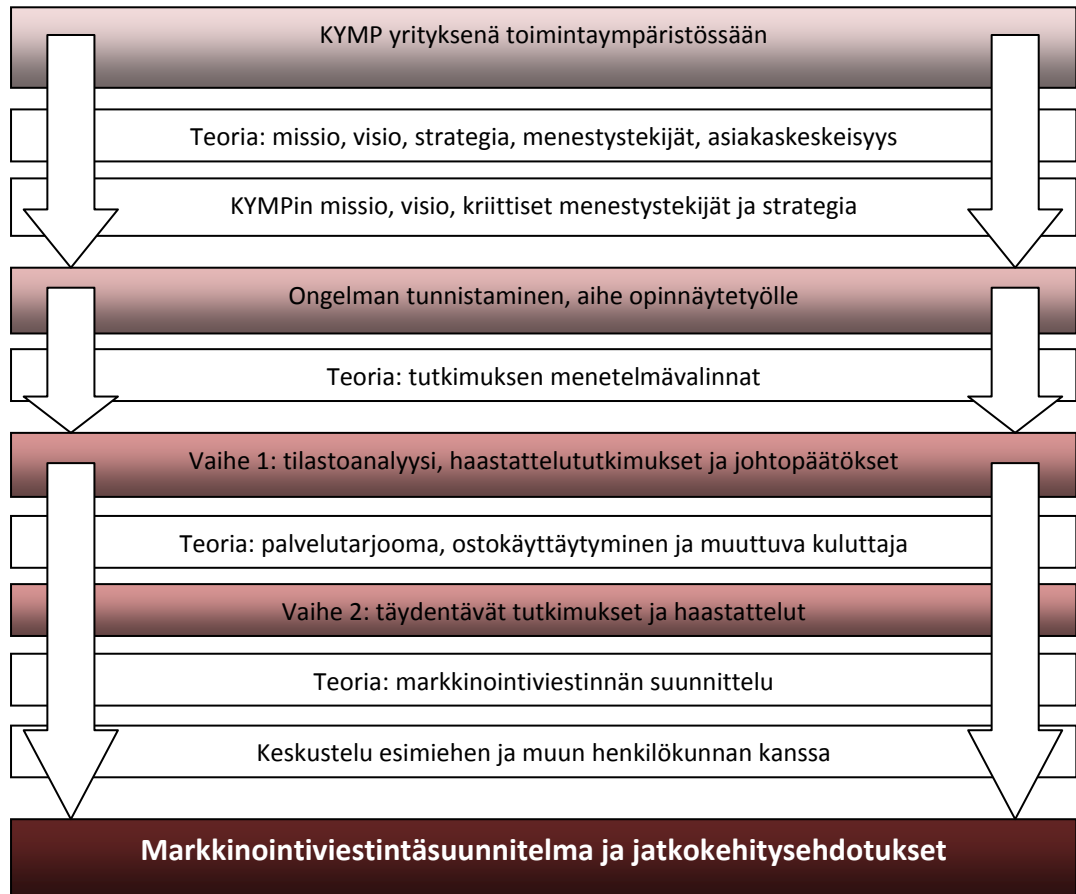 KYMP yrityksenä toimintaympäristössään
Teoria: missio, visio, strategia, menestystekijät, asiakaskeskeisyys
KYMPin missio, visio, kriittiset menestystekijät ja strategia
Ongelman tunnistaminen, aihe opinnäytetyölle
Teoria: tutkimuksen menetelmävalinnat
Vaihe 1: tilastoanalyysi, haastattelututkimukset ja johtopäätökset
Teoria: palvelutarjooma, ostokäyttäytyminen ja muuttuva kuluttaja
Vaihe 2: täydentävät tutkimukset ja haastattelut
Teoria: markkinointiviestinnän suunnittelu
Keskustelu esimiehen ja muun henkilökunnan kanssa
Markkinointiviestintäsuunnitelma ja jatkokehitysehdotukset